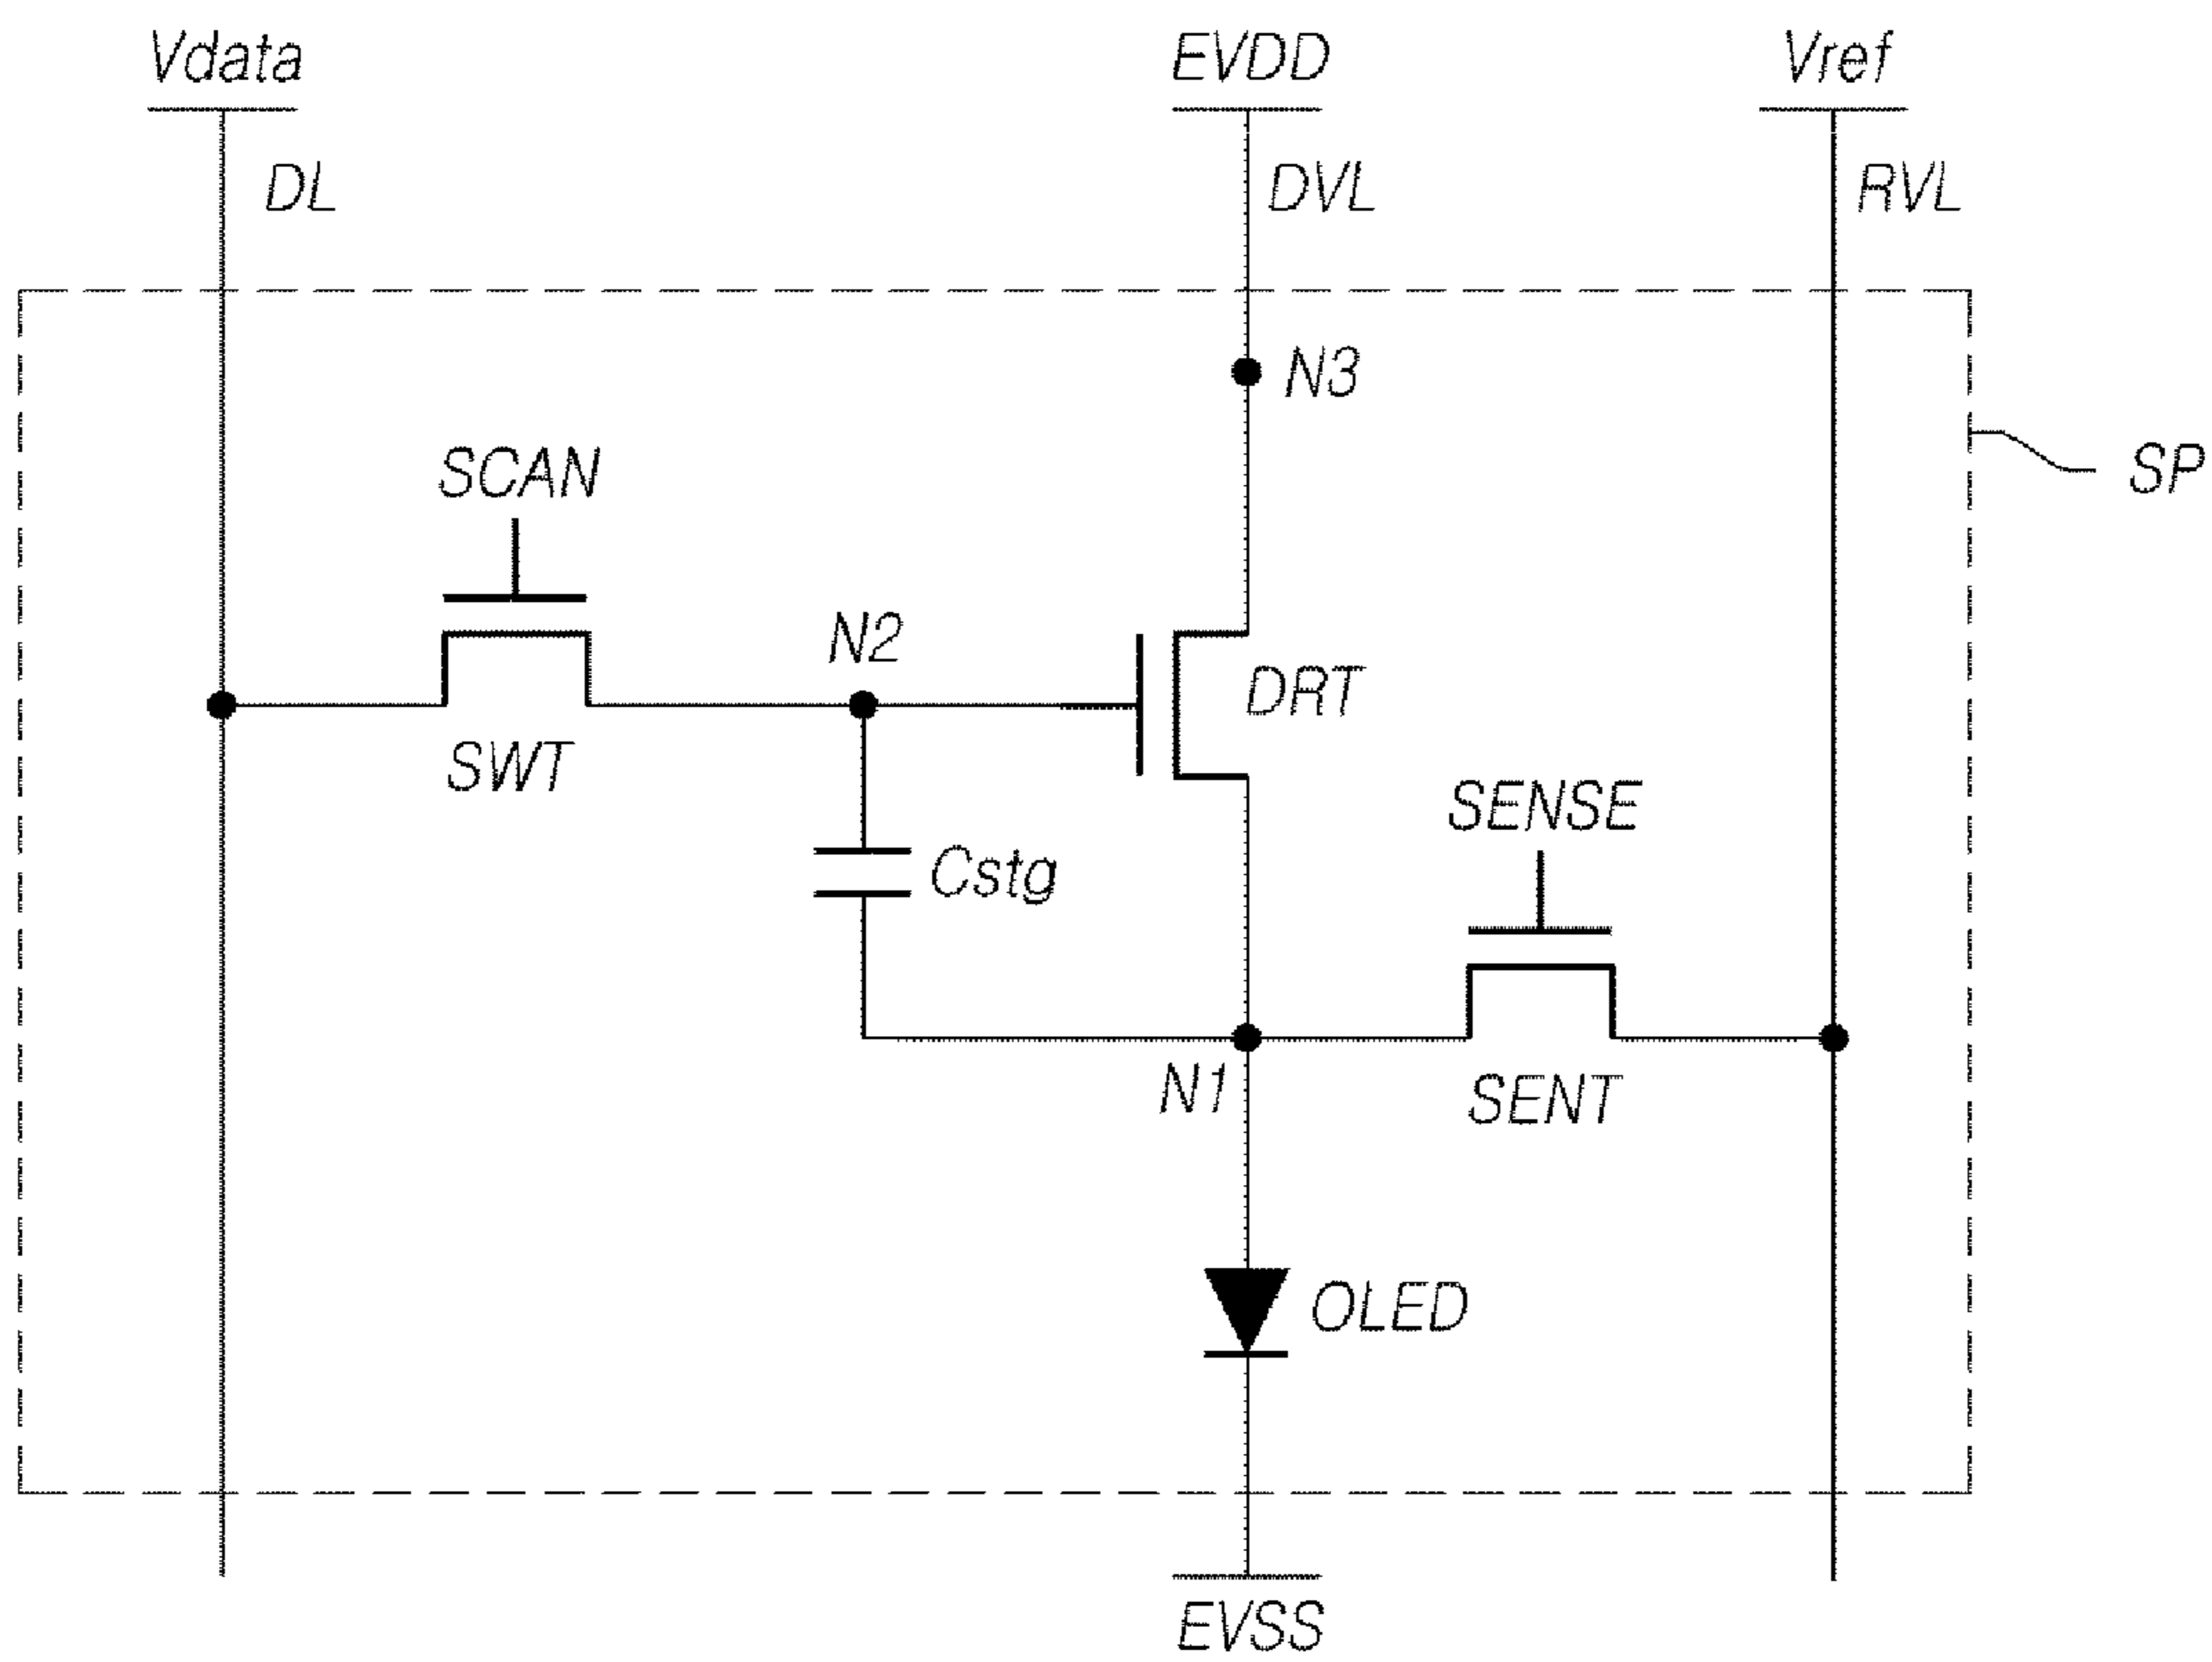 Vdata
EVDD
Vref
DL
DVL
RVL
N3
SCAN
SP
N2
DRT
SWT
SENSE
Cstg
N1
SENT
OLED
EVSS